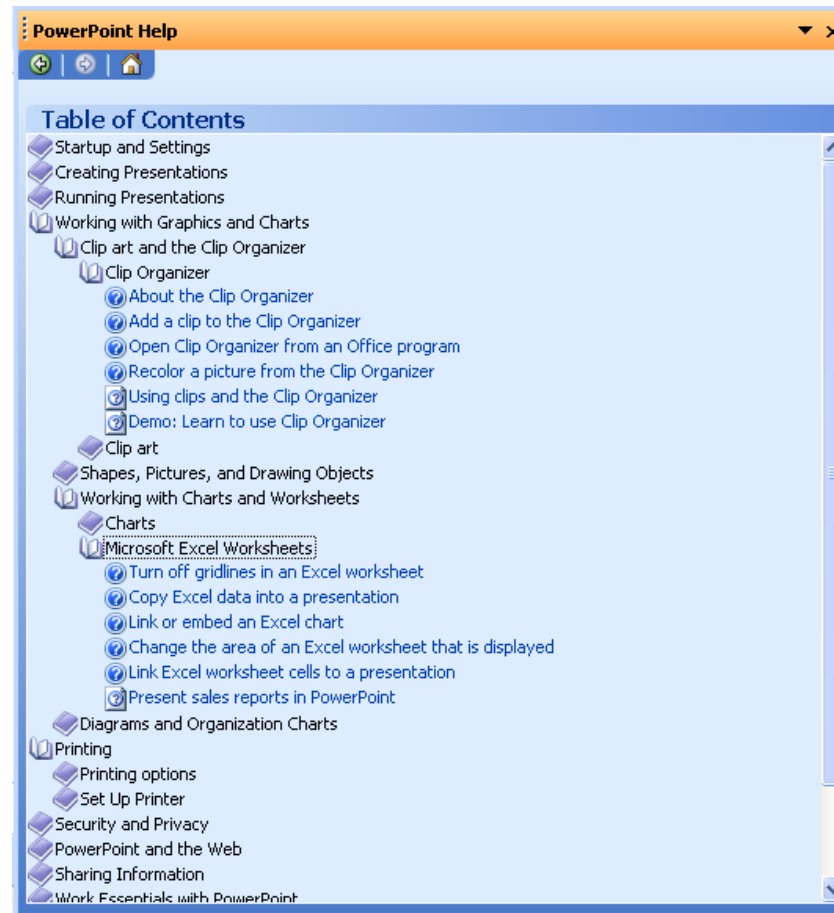 PowerPoint Help
Table of Contents
Startup and Settings
Creating Presentations
Running Presentations
Working with Graphics and Charts
Clip art and the Clip Organizer
Clip Organizer
About the Clip Organizer
Add a clip to the Clip Organizer
Open Clip Organizer from an Office program
Recolor a picture from the Clip Organizer
Using clips and the Clip Organizer
Demo: Learn to use Clip Organizer
Clip art
Shapes, Pictures, and Drawing Objects
Working with Charts and Worksheets
Charts
Microsoft Excel Worksheets
Turn off gridlines in an Excel worksheet
Copy Excel data into a presentation
Link or embed an Excel chart
Change the area of an Excel worksheet that is displayed
Link Excel worksheet cells to a presentation
Present sales reports in PowerPoint
Diagrams and Organization Charts
Printing
Printing options
Set Up Printer
Security and Privacy
PowerPoint and the Web
Sharing Information
Work Essentials with PowerPoint